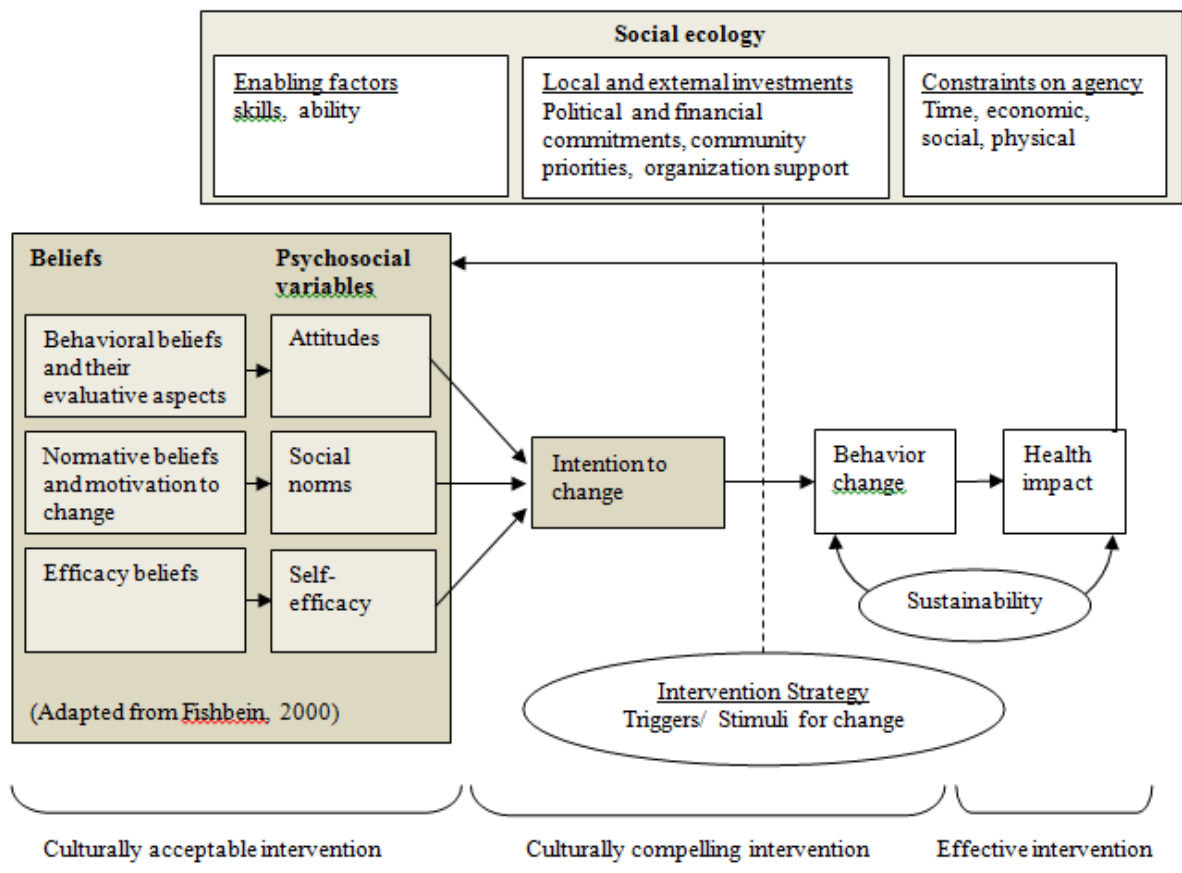 Social ecology
Enabling factors
skills, ability
Local and external investments
Political and financial
commitments, community
priorities, organization support
Constraints on agency
Time, economic,
social, physical
Beliefs
Psychosocial
variables
Behavioral beliefs
and their
evaluative aspects
Attitudes
Normative beliefs
and motivation to
change
Social
norms
Efficacy beliefs
Self-
efficacy
(Adapted from Fishbein, 2000)
Intention to
change
Behavior
change
Health
impact
Sustainability
Intervention Strategy
Triggers/ Stimuli for change
Culturally acceptable intervention
Culturally compelling intervention
Effective intervention